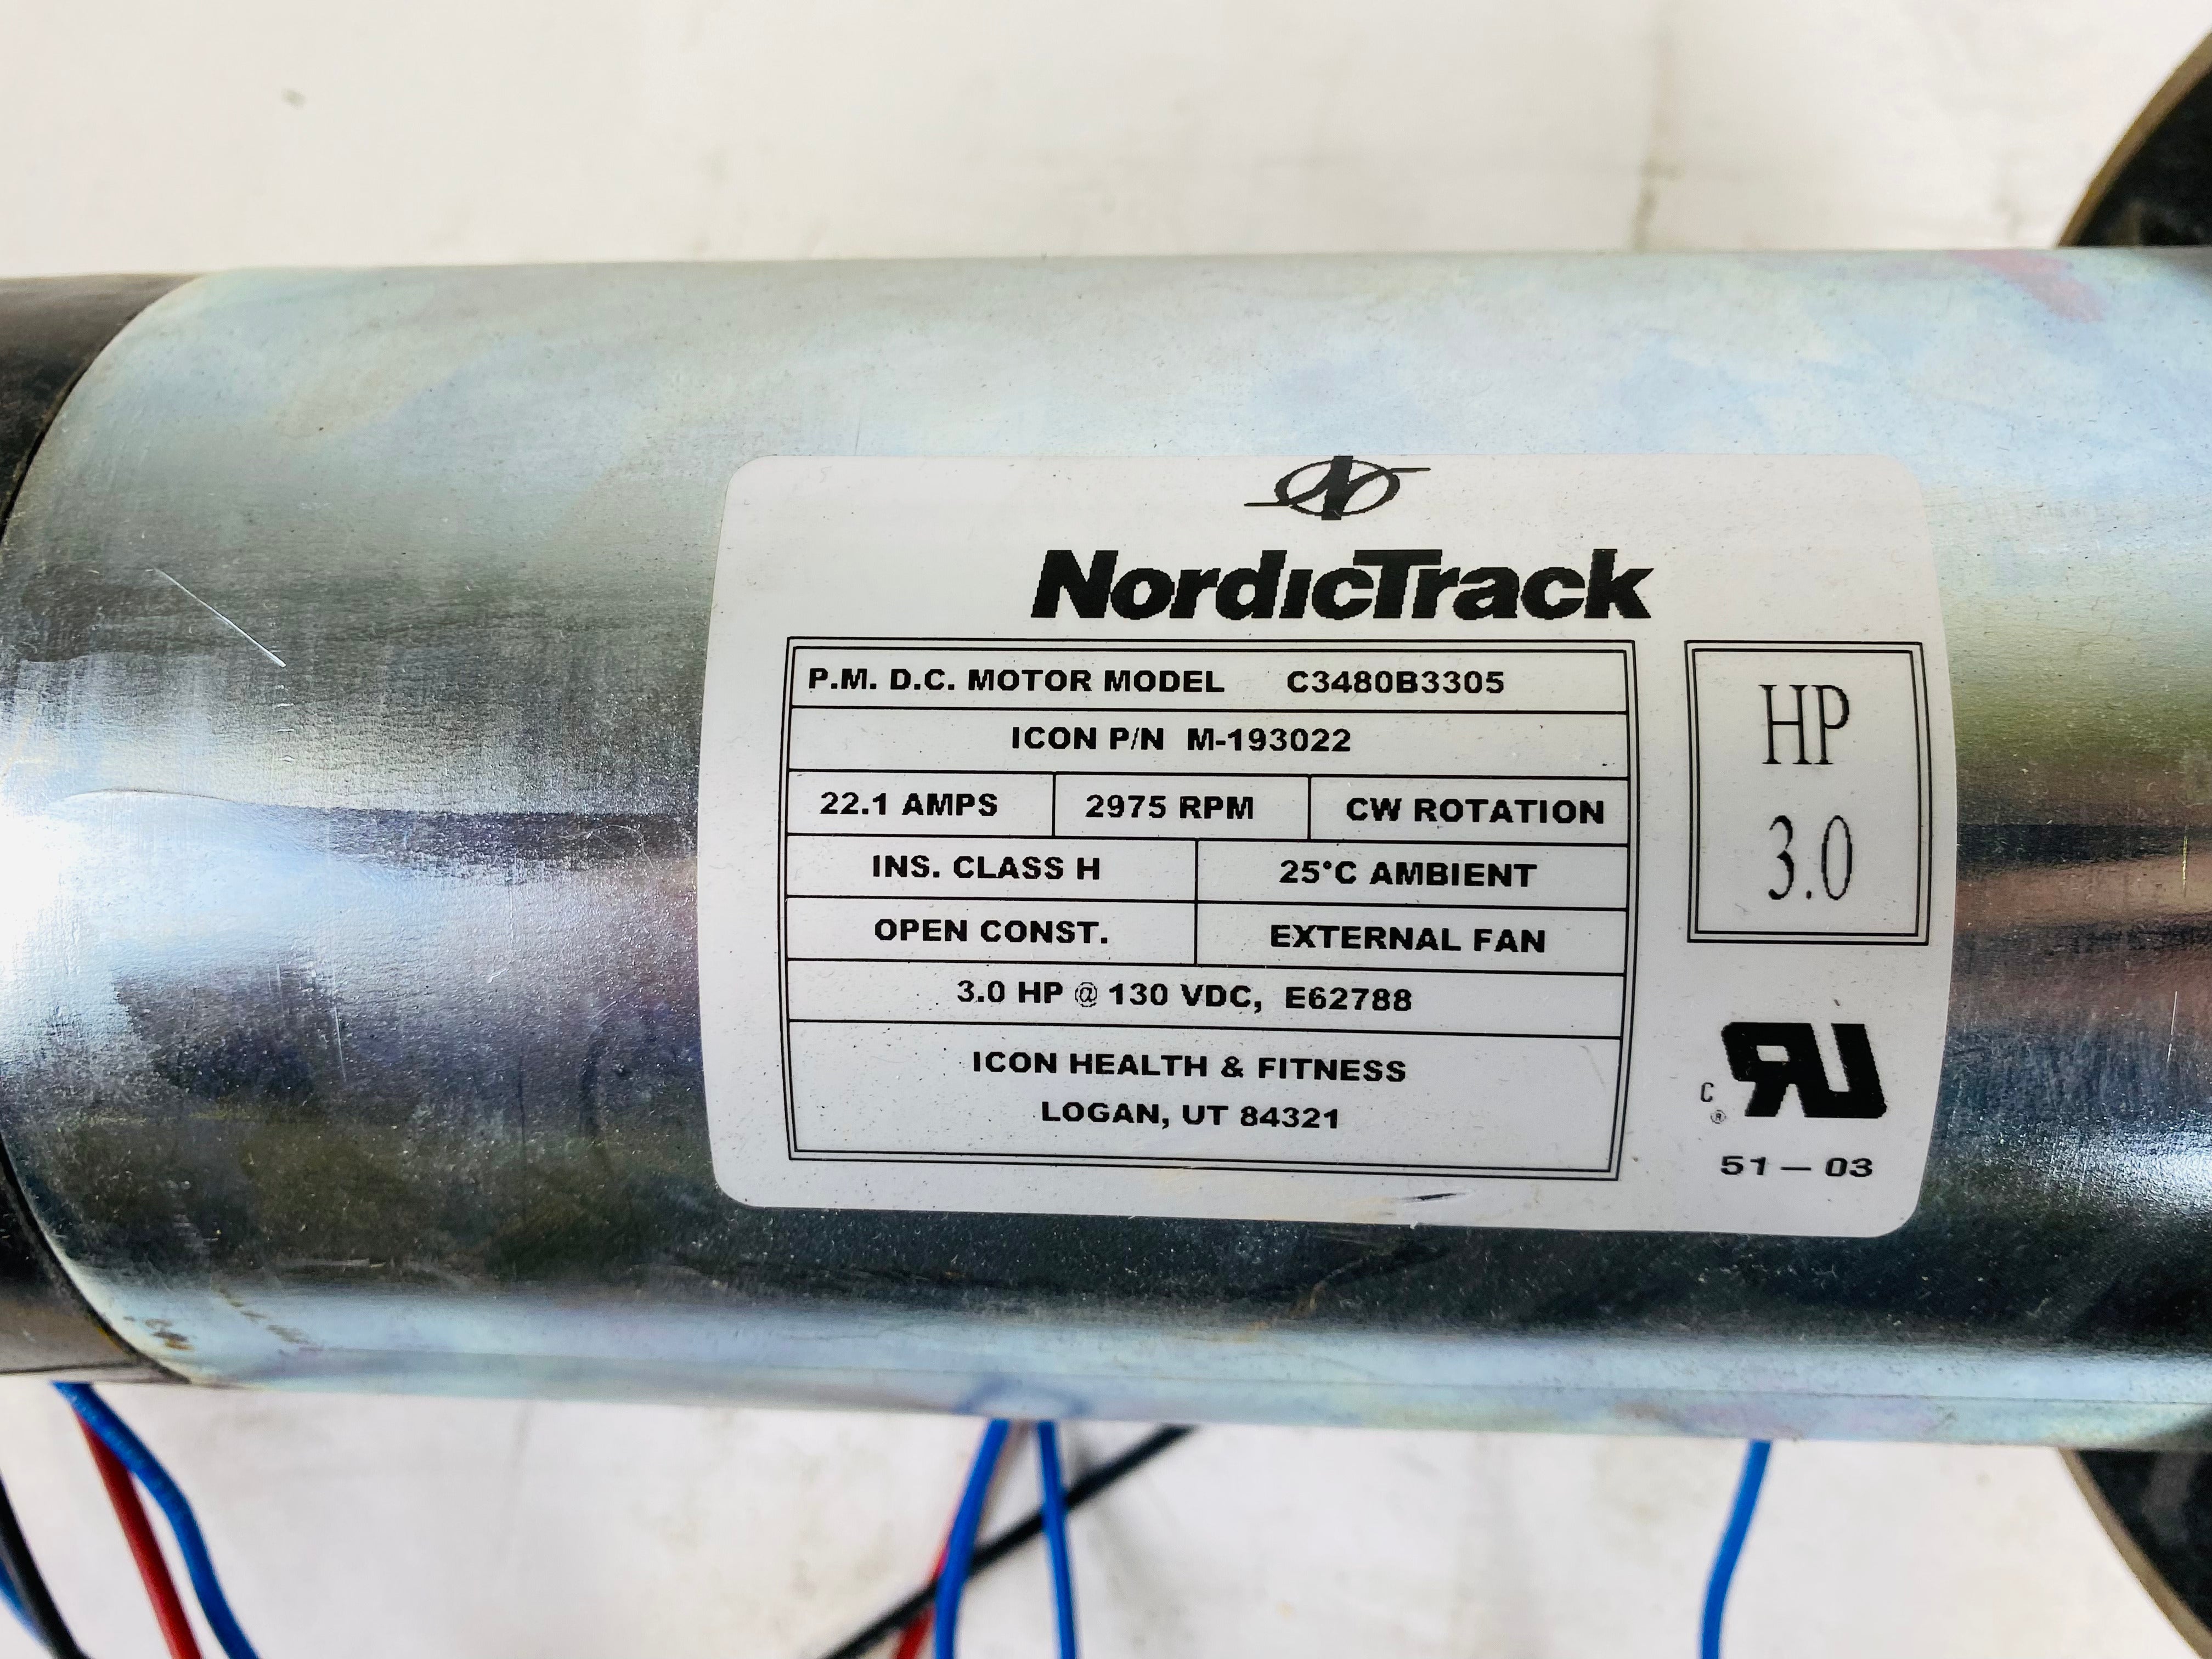 NordicTrack
P.M. D.C. MOTOR MODEL C3480B3305
ICON P/N M-193022
22.1 AMPS 2975 RPM CW ROTATION
INS. CLASS H 25°C AMBIENT
OPEN CONST. EXTERNAL FAN
3.0 HP @ 130 VDC, E62788
ICON HEALTH & FITNESS
LOGAN, UT 84321
HP
3.0
C RU ®
51-03